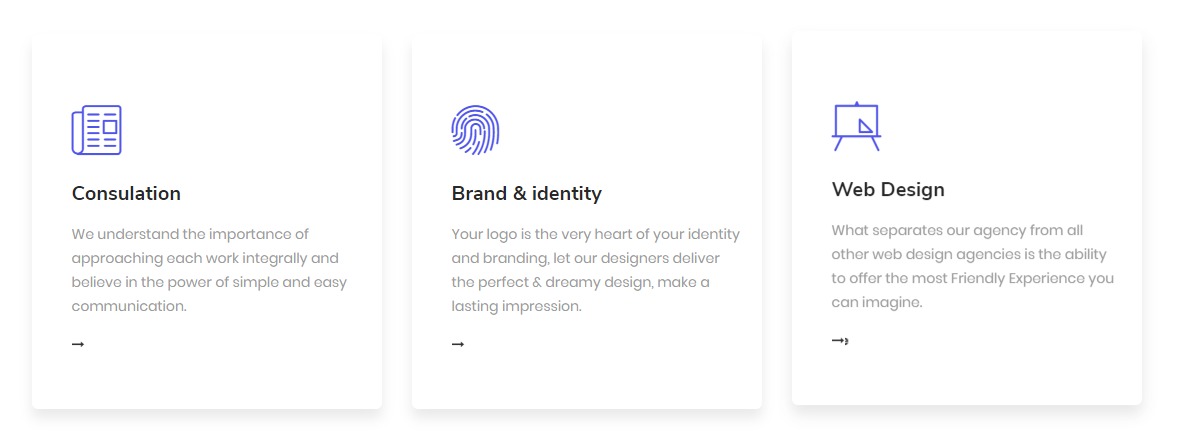 Consulation
We understand the importance of
approaching each work integrally and
believe in the power of simple and easy
communication.
Brand & identity
Your logo is the very heart of your identity
and branding, let our designers deliver
the perfect & dreamy design, make a
lasting impression.
Web Design
What separates our agency from all
other web design agencies is the ability
to offer the most Friendly Experience you
can imagine.